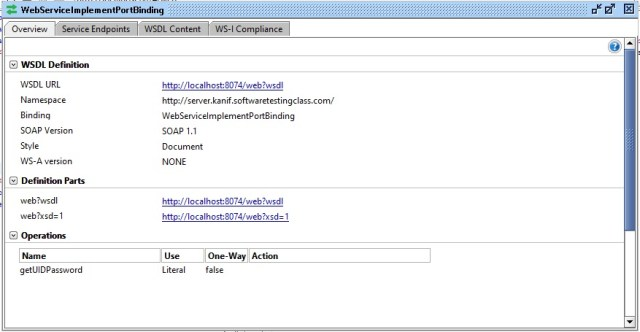 WebServiceImplementPortBinding
Overview Service Endpoints WSDL Content WS-I Compliance
WSDL Definition
WSDL URL http://localhost:8074/web?wsdl
Namespace http://server.kanif.softwaretestingclass.com/
Binding WebServiceImplementPortBinding
SOAP Version SOAP 1.1
Style Document
WS-A version NONE
Definition Parts
web?wsdl http://localhost:8074/web?wsdl
web?xsd=1 http://localhost:8074/web?xsd=1
Operations
Name Use One-Way Action
getUIDPassword Literal false